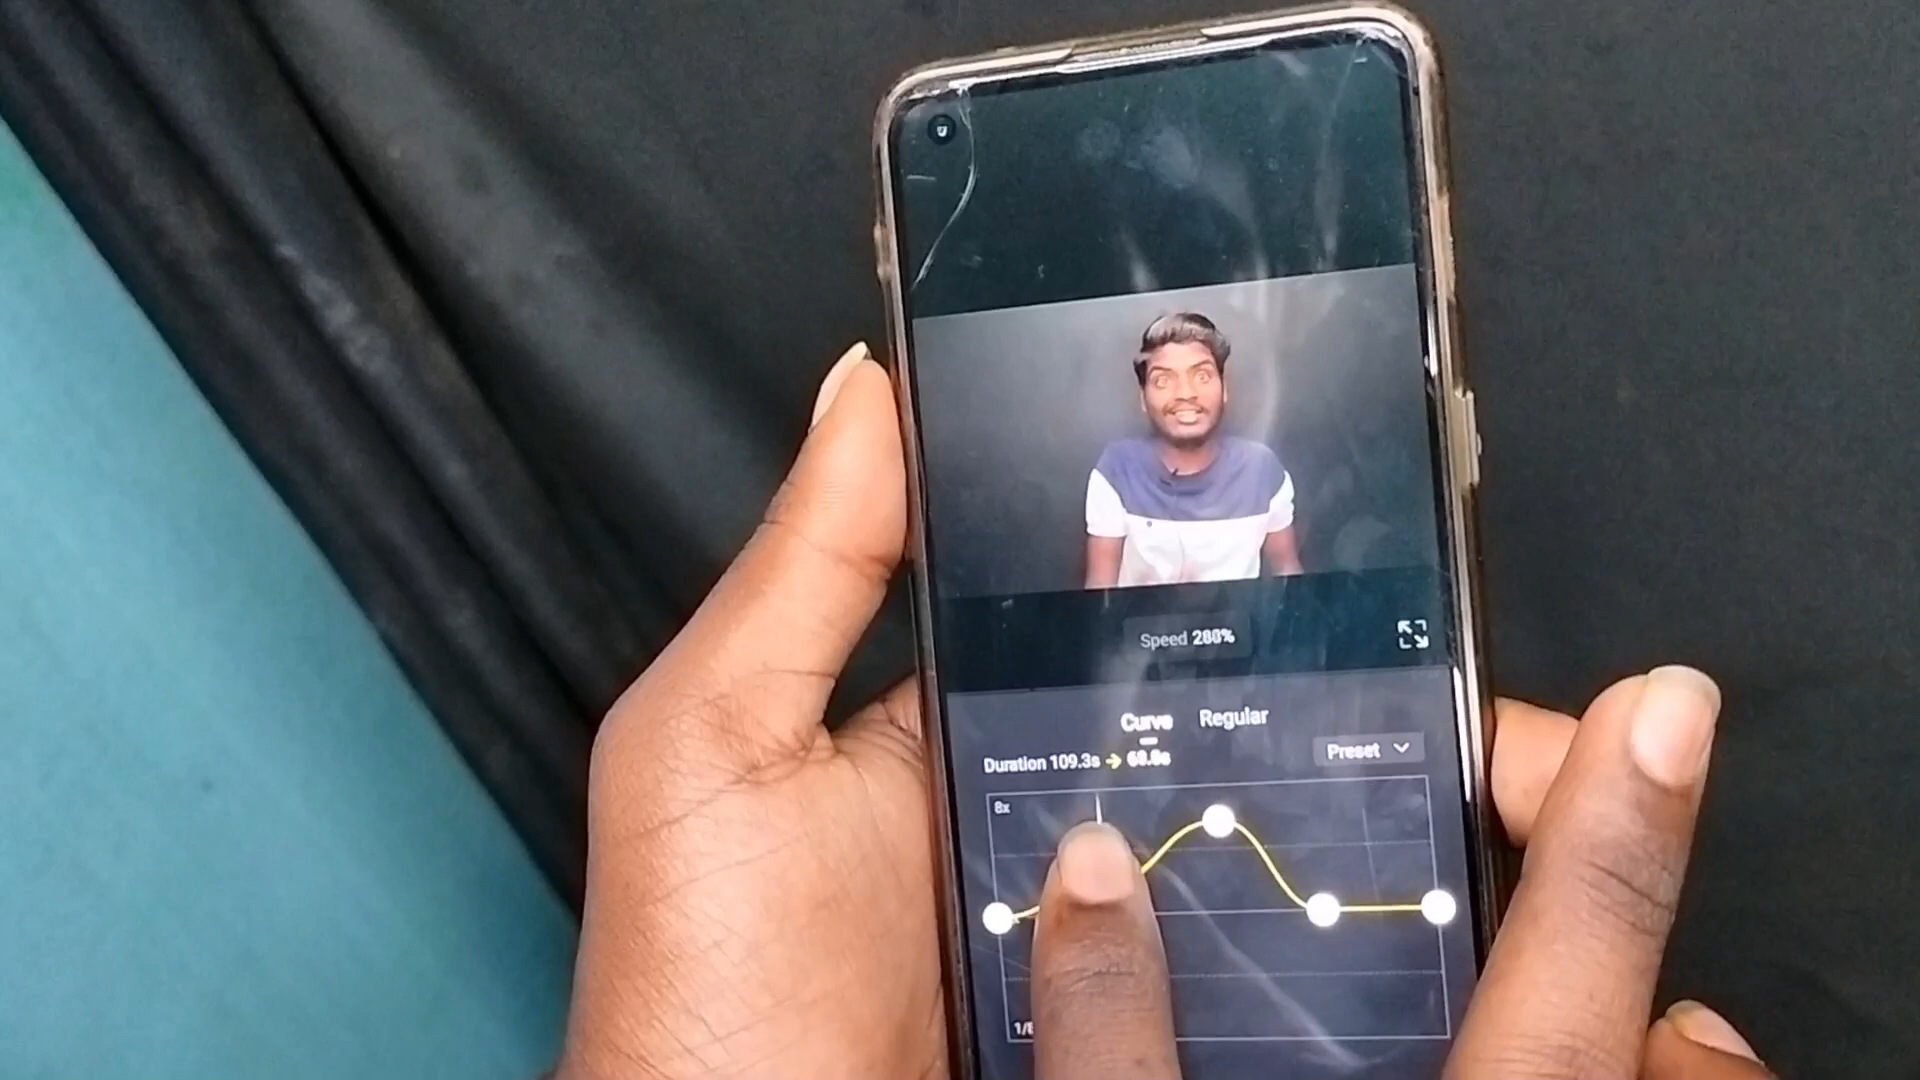 Speed 280%
Curve Regular
Duration 109.3s
Preset
8x